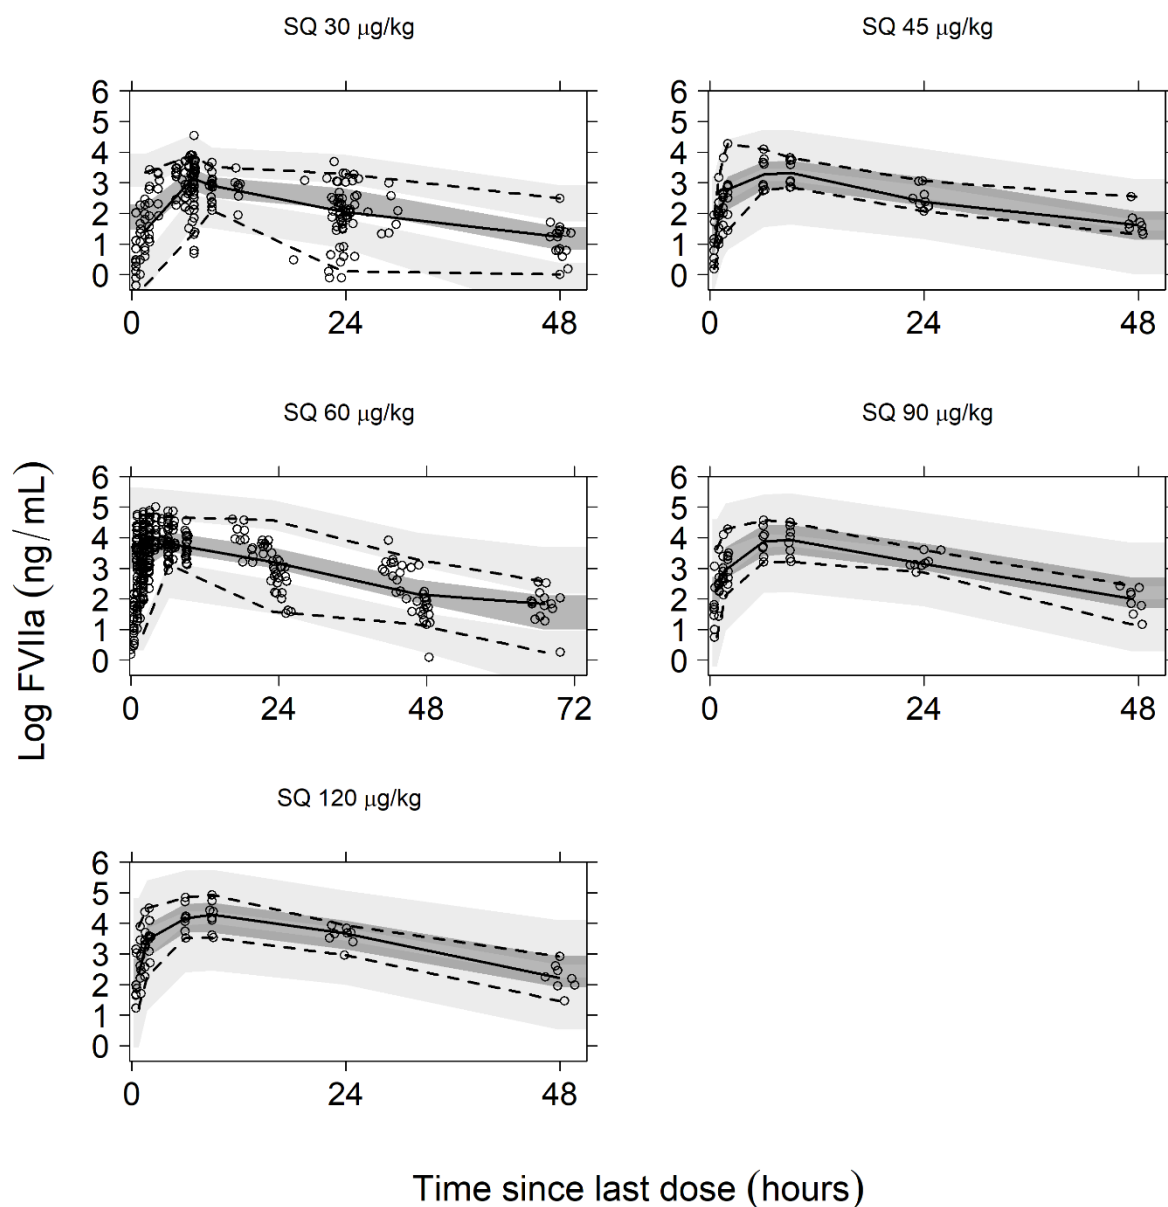 SQ 30 μg/kg
SQ 45 μg/kg
6
5
4
3
2
1
0
0 24 48
6
5
4
3
2
1
0
0 24 48
SQ 60 μg/kg
SQ 90 μg/kg
Log FVIIa (ng/mL)
6
5
4
3
2
1
0
0 24 48 72
6
5
4
3
2
1
0
0 24 48
SQ 120 μg/kg
6
5
4
3
2
1
0
0 24 48
Time since last dose (hours)